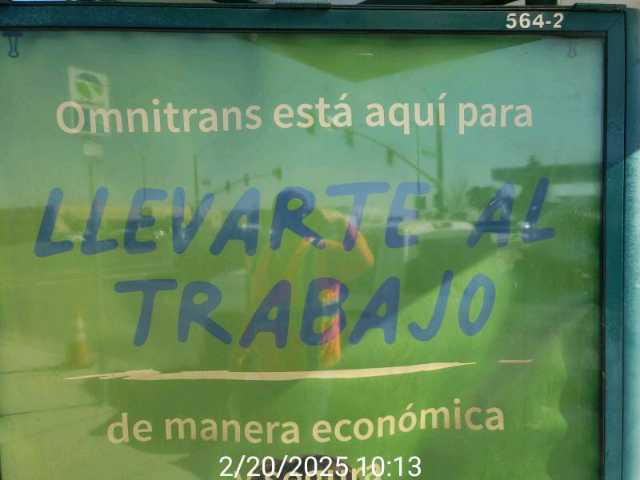 564-2
Omnitrans está aquí para
LLEVARTE AL
TRABAJO
de manera económica
2/20/2025 10:13